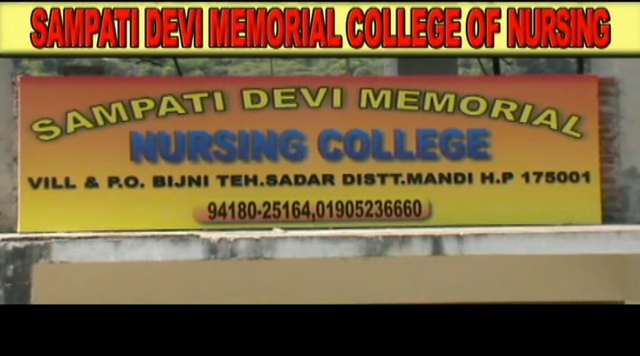 SAMPATI DEVI MEMORIAL COLLEGE OF NURSING
SAMPATI DEVI MEMORIAL
NURSING COLLEGE
VILL & P.O. BIJNI TEH.SADAR DISTT.MANDI H.P 175001
94180-25164,01905236660